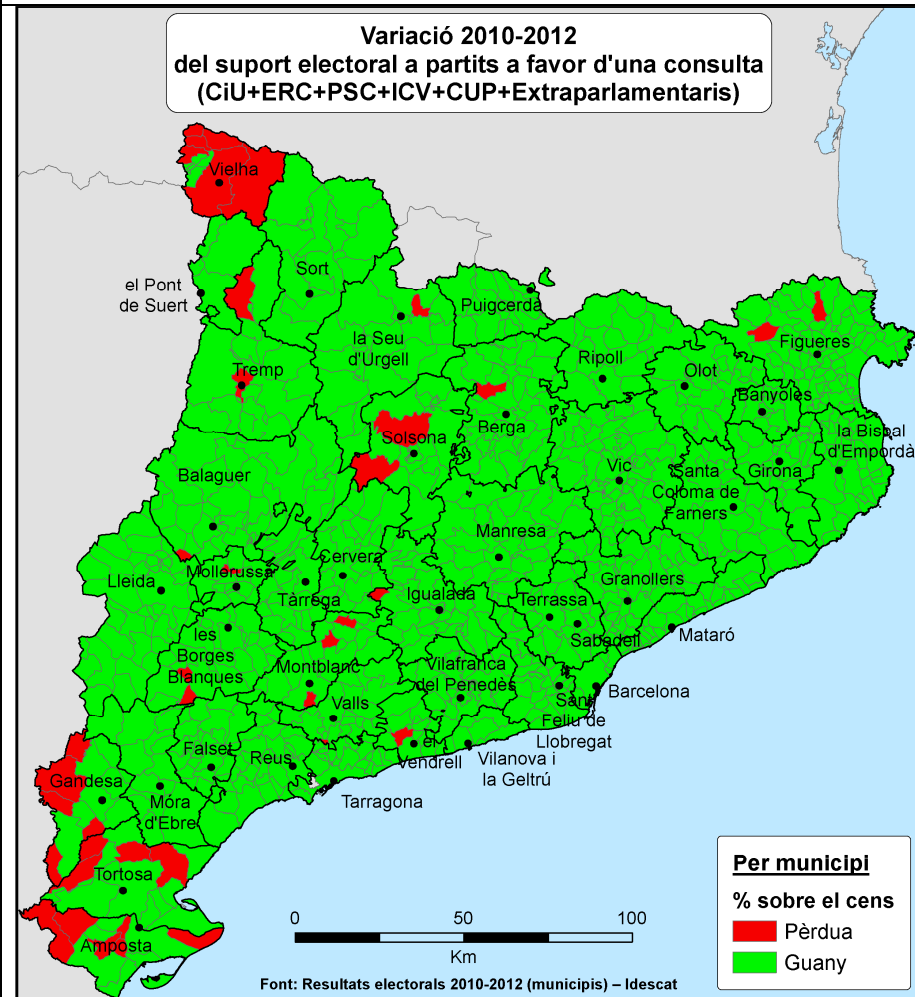 Variació 2010-2012
del suport electoral a partits a favor d'una consulta
(CiU+ERC+PSC+ICV+CUP+Extraparlamentaris)
Vielha
el Pont
de Suert
Sort
Puigcerdà
la Seu
d'Urgell
Ripoll
Figueres
Tremp
Olot
Banyoles
Berga
Solsona
la Bisbal
d'Empordà
Balaguer
Vic
Santa
Coloma de
Farners
Girona
Manresa
Cervera
Mollerussa
Lleida
Tàrrega
Igualada
Granollers
Terrassa
Sabadell
Mataró
les
Borges
Blanques
Montblanc
Vilafranca
del Penedès
Barcelona
Sant
Feliu de
Llobregat
Valls
Falset
Reus
el
Vendrell
Vilanova i
la Geltrú
Gandesa
Móra
d'Ebre
Tarragona
Tortosa
Amposta
0 50 100
Km
Per municipi
% sobre el cens
Pèrdua
Guany
Font: Resultats electorals 2010-2012 (municipis) – Idescat